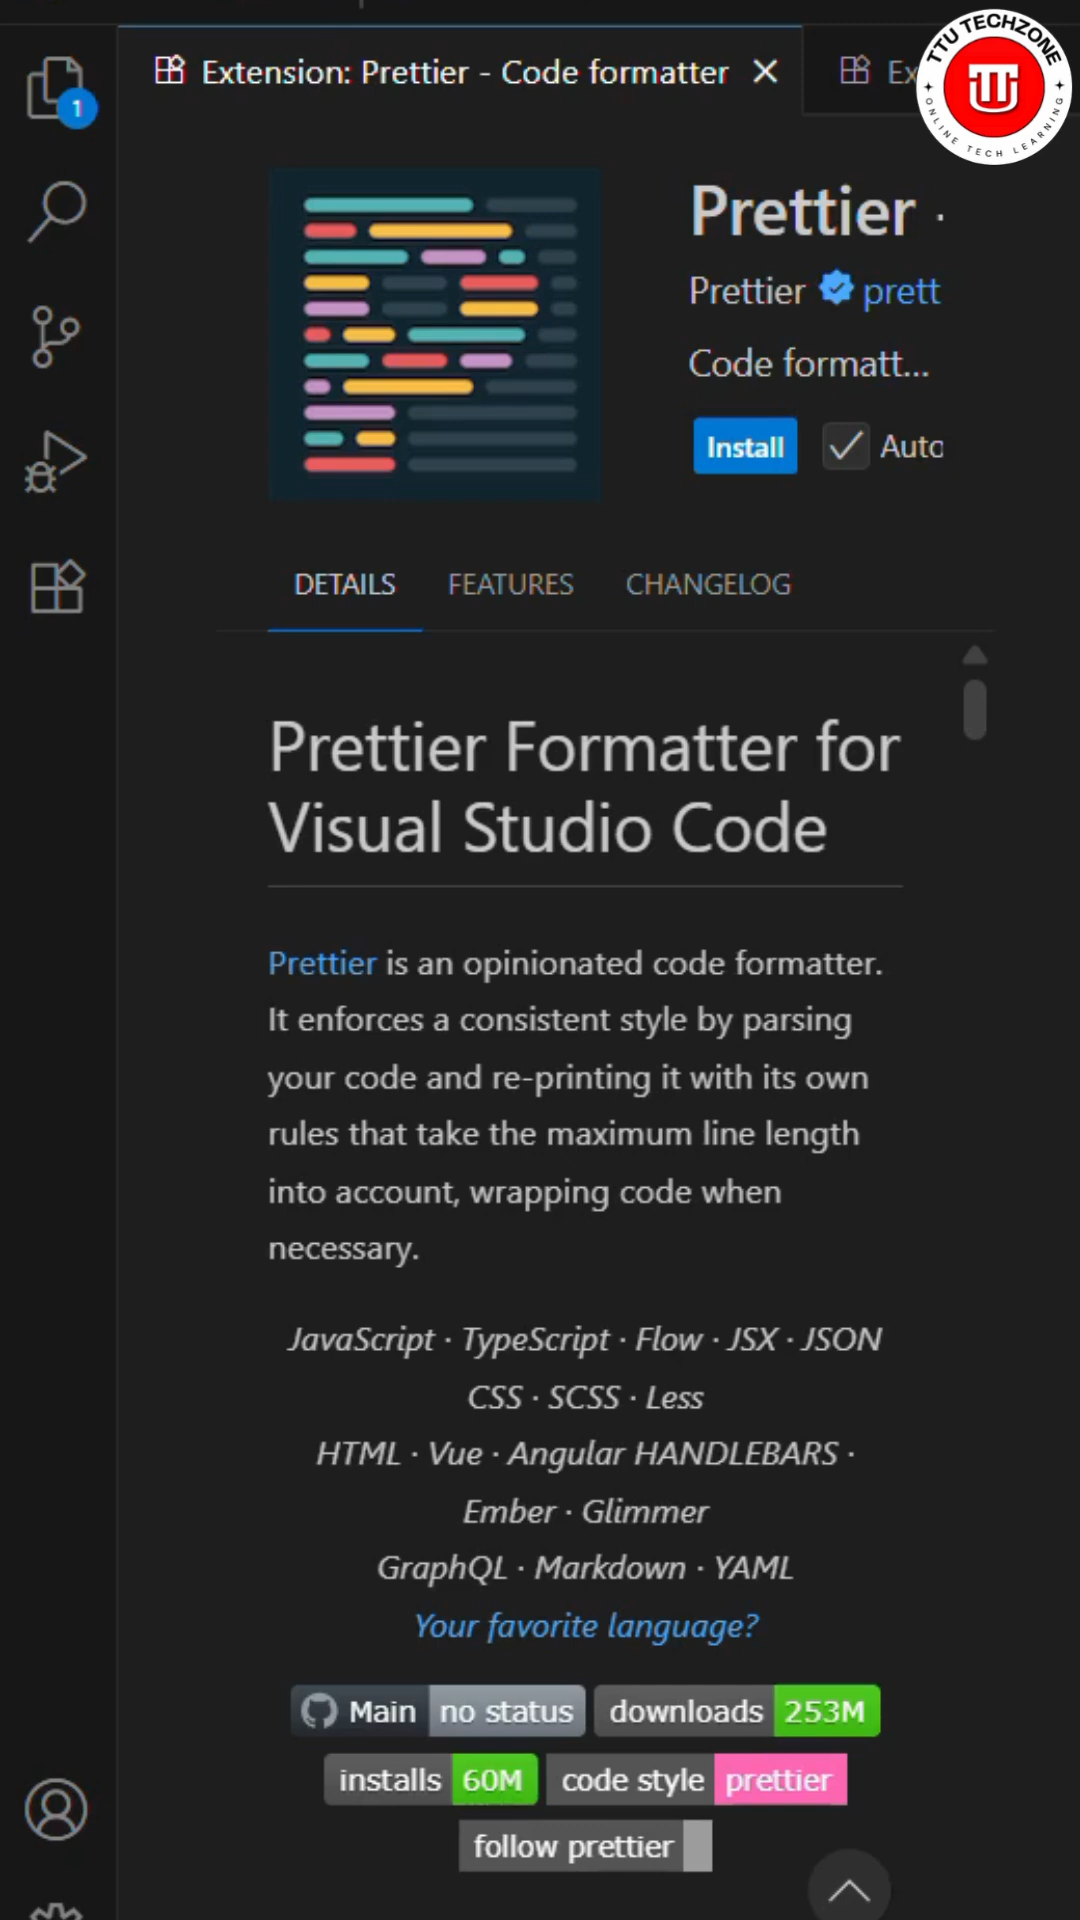 Extension: Prettier - Code formatter
TTU TECHZONE
ONLINE TECH LEARNING
1
Prettier
Prettier prett
Code formatt...
Install Auto
DETAILS FEATURES CHANGELOG
Prettier Formatter for
Visual Studio Code
Prettier is an opinionated code formatter.
It enforces a consistent style by parsing
your code and re-printing it with its own
rules that take the maximum line length
into account, wrapping code when
necessary.
JavaScript · TypeScript · Flow · JSX · JSON
CSS · SCSS · Less
HTML · Vue · Angular HANDLEBARS ·
Ember · Glimmer
GraphQL · Markdown · YAML
Your favorite language?
Main no status downloads 253M
installs 60M code style prettier
follow prettier